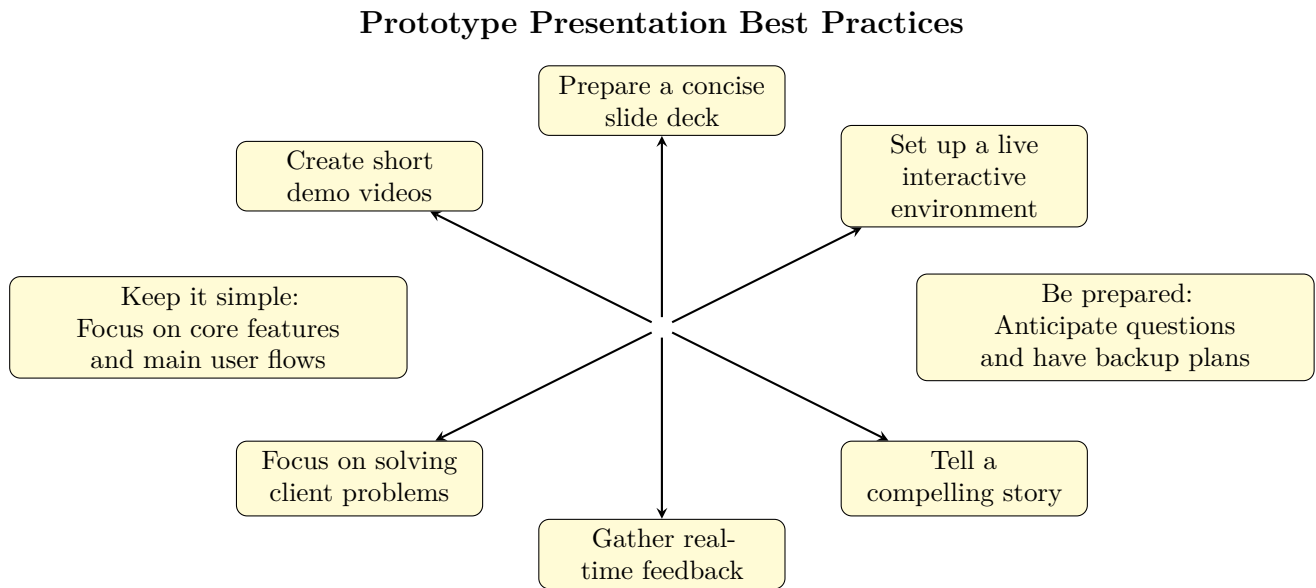 Prototype Presentation Best Practices
Prepare a concise
slide deck
Create short
demo videos
Set up a live
interactive
environment
Keep it simple:
Focus on core features
and main user flows
Be prepared:
Anticipate questions
and have backup plans
Focus on solving
client problems
Tell a
compelling story
Gather real-
time feedback